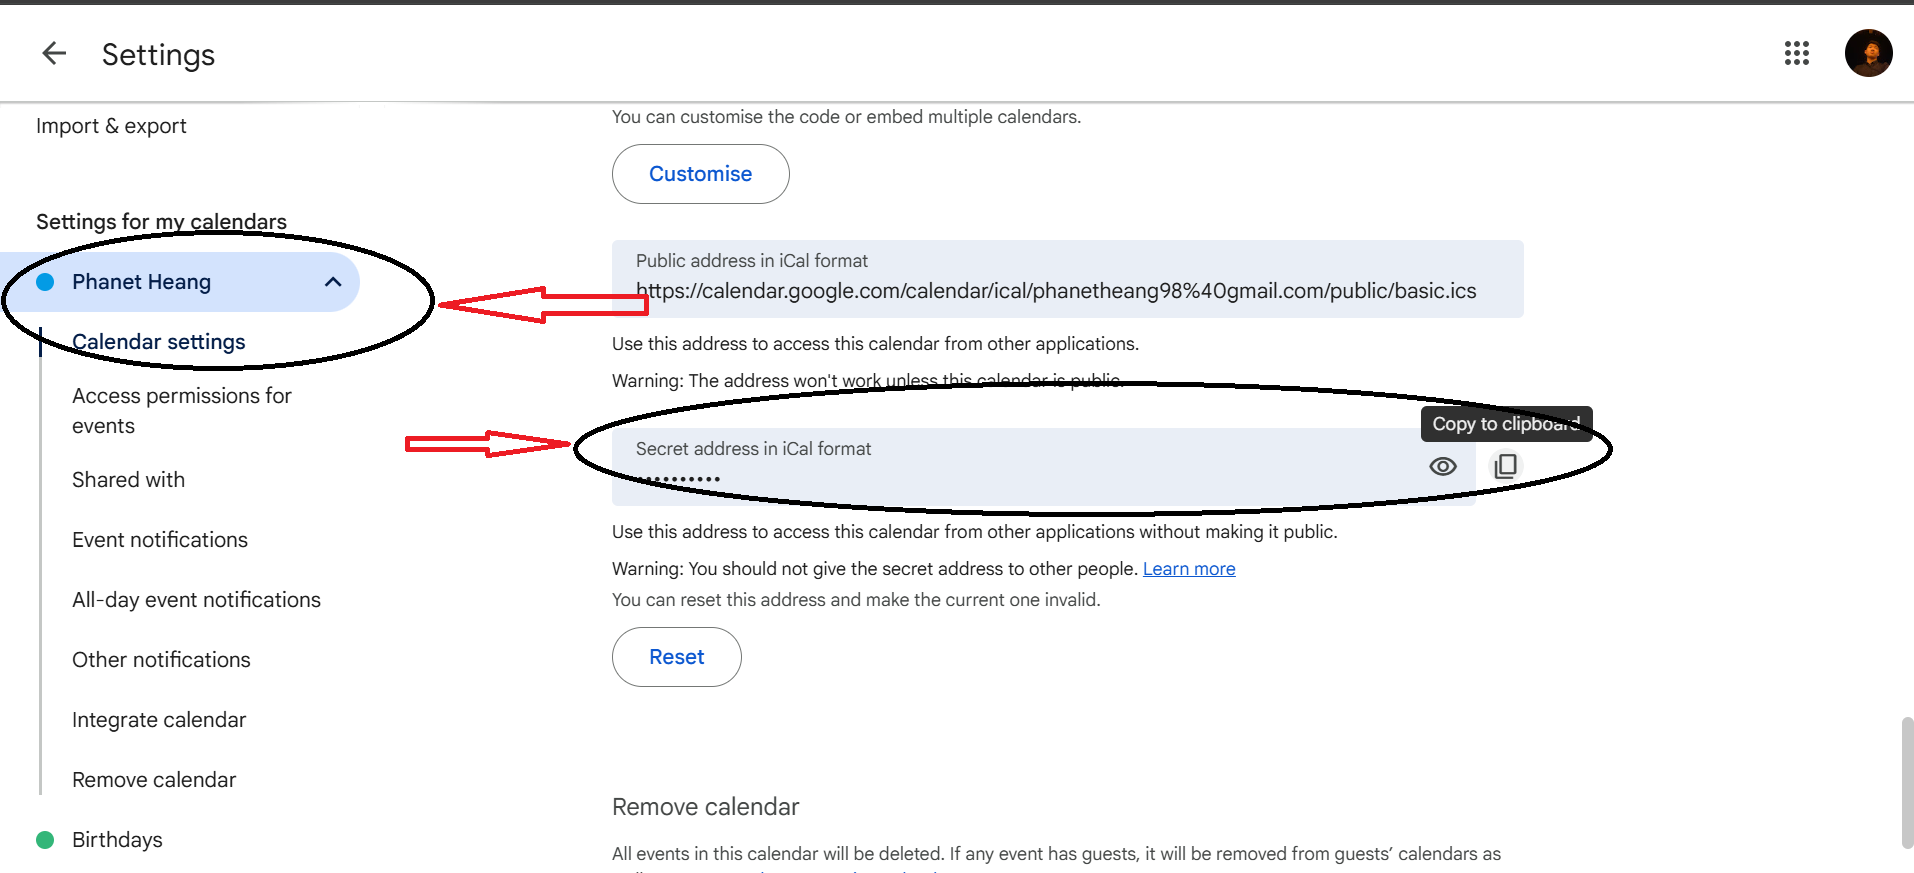 Settings
Import & export
Settings for my calendars
Phanet Heang
Calendar settings
Access permissions for
events
Shared with
Event notifications
All-day event notifications
Other notifications
Integrate calendar
Remove calendar
Birthdays
You can customise the code or embed multiple calendars.
Customise
Public address in iCal format
https://calendar.google.com/calendar/ical/phanetheang98%40gmail.com/public/basic.ics
Use this address to access this calendar from other applications.
Warning: The address won't work unless this calendar is public.
Copy to clipboard
Secret address in iCal format
••••••••••
Use this address to access this calendar from other applications without making it public.
Warning: You should not give the secret address to other people. Learn more
You can reset this address and make the current one invalid.
Reset
Remove calendar
All events in this calendar will be deleted. If any event has guests, it will be removed from guests’ calendars as